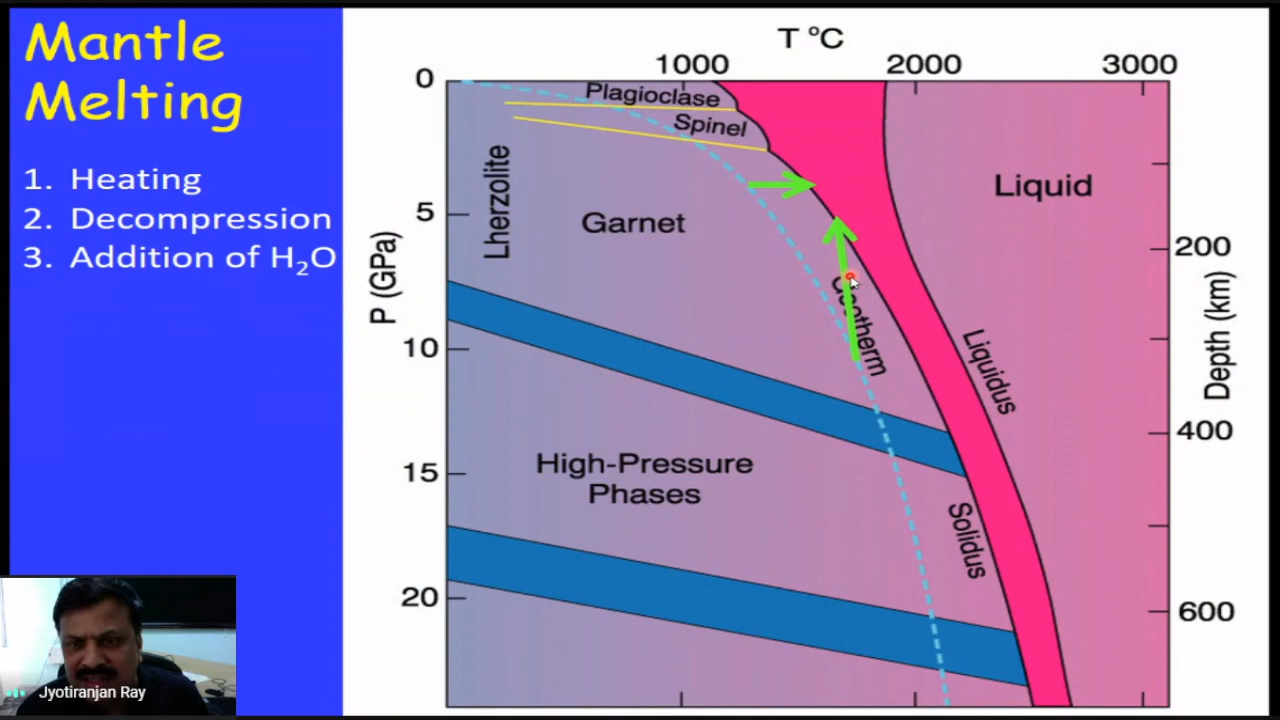 Mantle
Melting
1. Heating
2. Decompression
3. Addition of H₂O
T °C
1000
2000
3000
0
5
10
15
20
P (GPa)
Plagioclase
Spinel
Lherzolite
Garnet
Liquid
Geotherm
Liquidus
Solidus
High-Pressure
Phases
200
400
600
Depth (km)
Jyotiranjan Ray